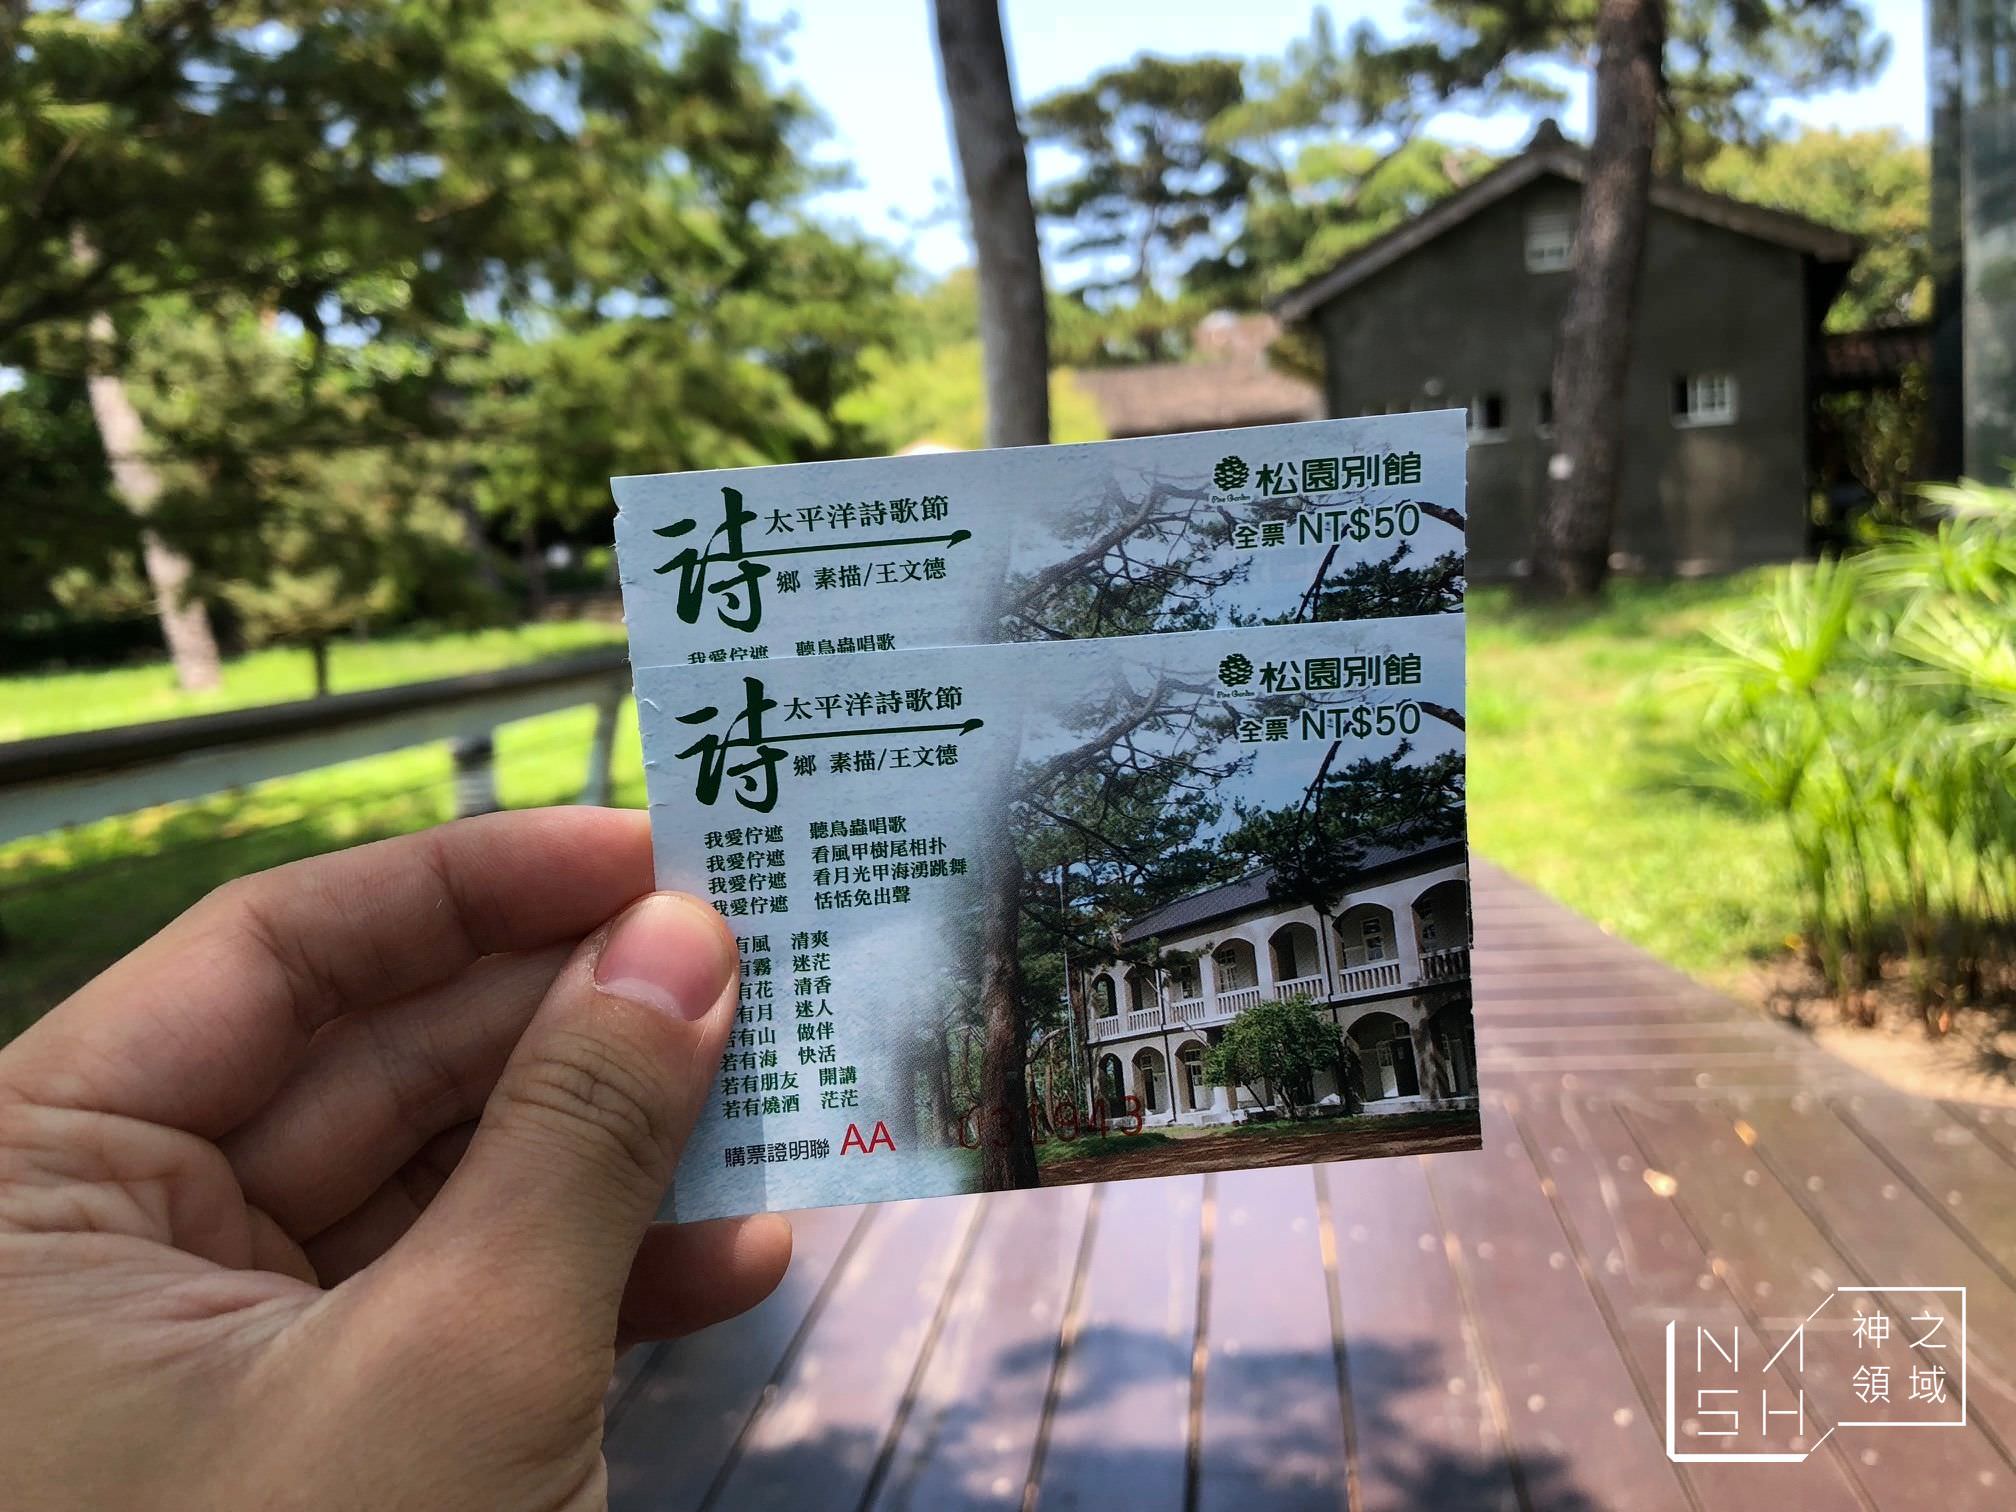 詩
太平洋詩歌節
鄉 素描/王文德
我愛佇遮 聽鳥蟲唱歌
松園別館
Pine Garden
全票 NT$50
詩
太平洋詩歌節
鄉 素描/王文德
我愛佇遮 聽鳥蟲唱歌
我愛佇遮 看風甲樹尾相扑
我愛佇遮 看月光甲海湧跳舞
我愛佇遮 恬恬免出聲
有風 清爽
有霧 迷茫
有花 清香
有月 迷人
若有山 做伴
若有海 快活
若有朋友 開講
若有燒酒 茫茫
購票證明聯 AA 031943
松園別館
Pine Garden
全票 NT$50
NASH
神之領域